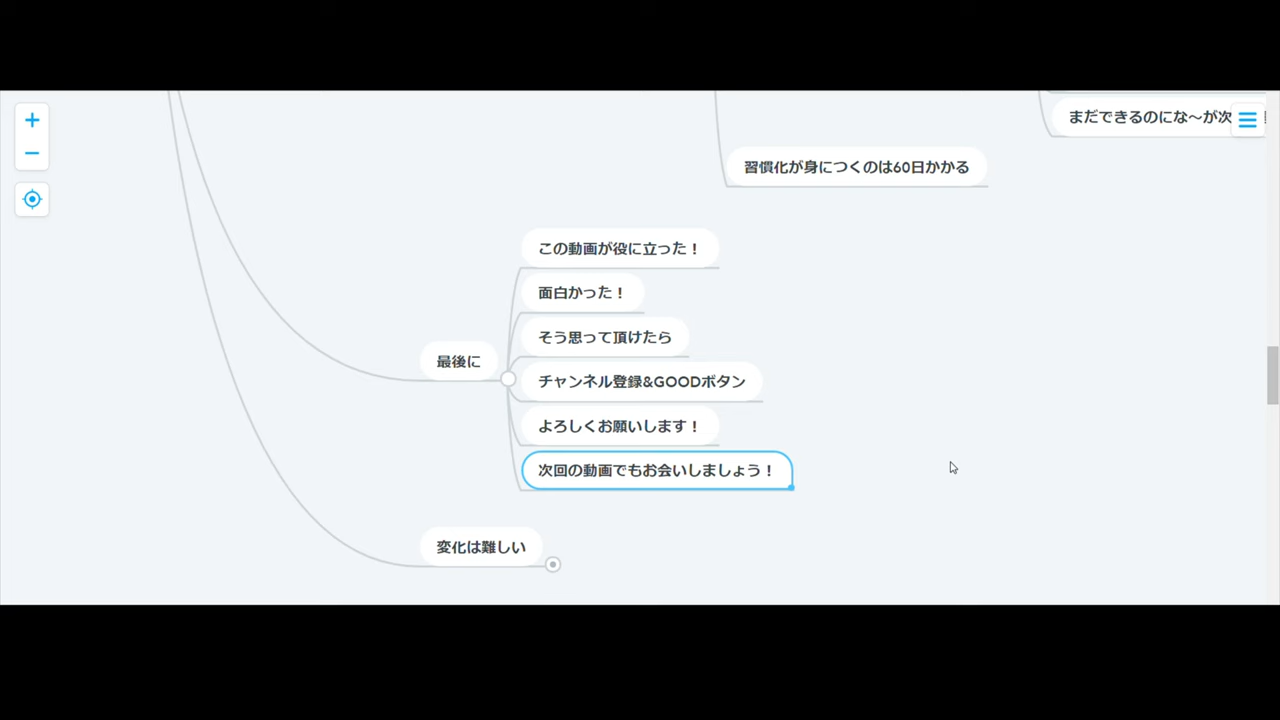 まだできるのにな〜が次
習慣化が身につくのは60日かかる
この動画が役に立った！
面白かった！
そう思って頂けたら
最後に
チャンネル登録&GOODボタン
よろしくお願いします！
次回の動画でもお会いしましょう！
変化は難しい